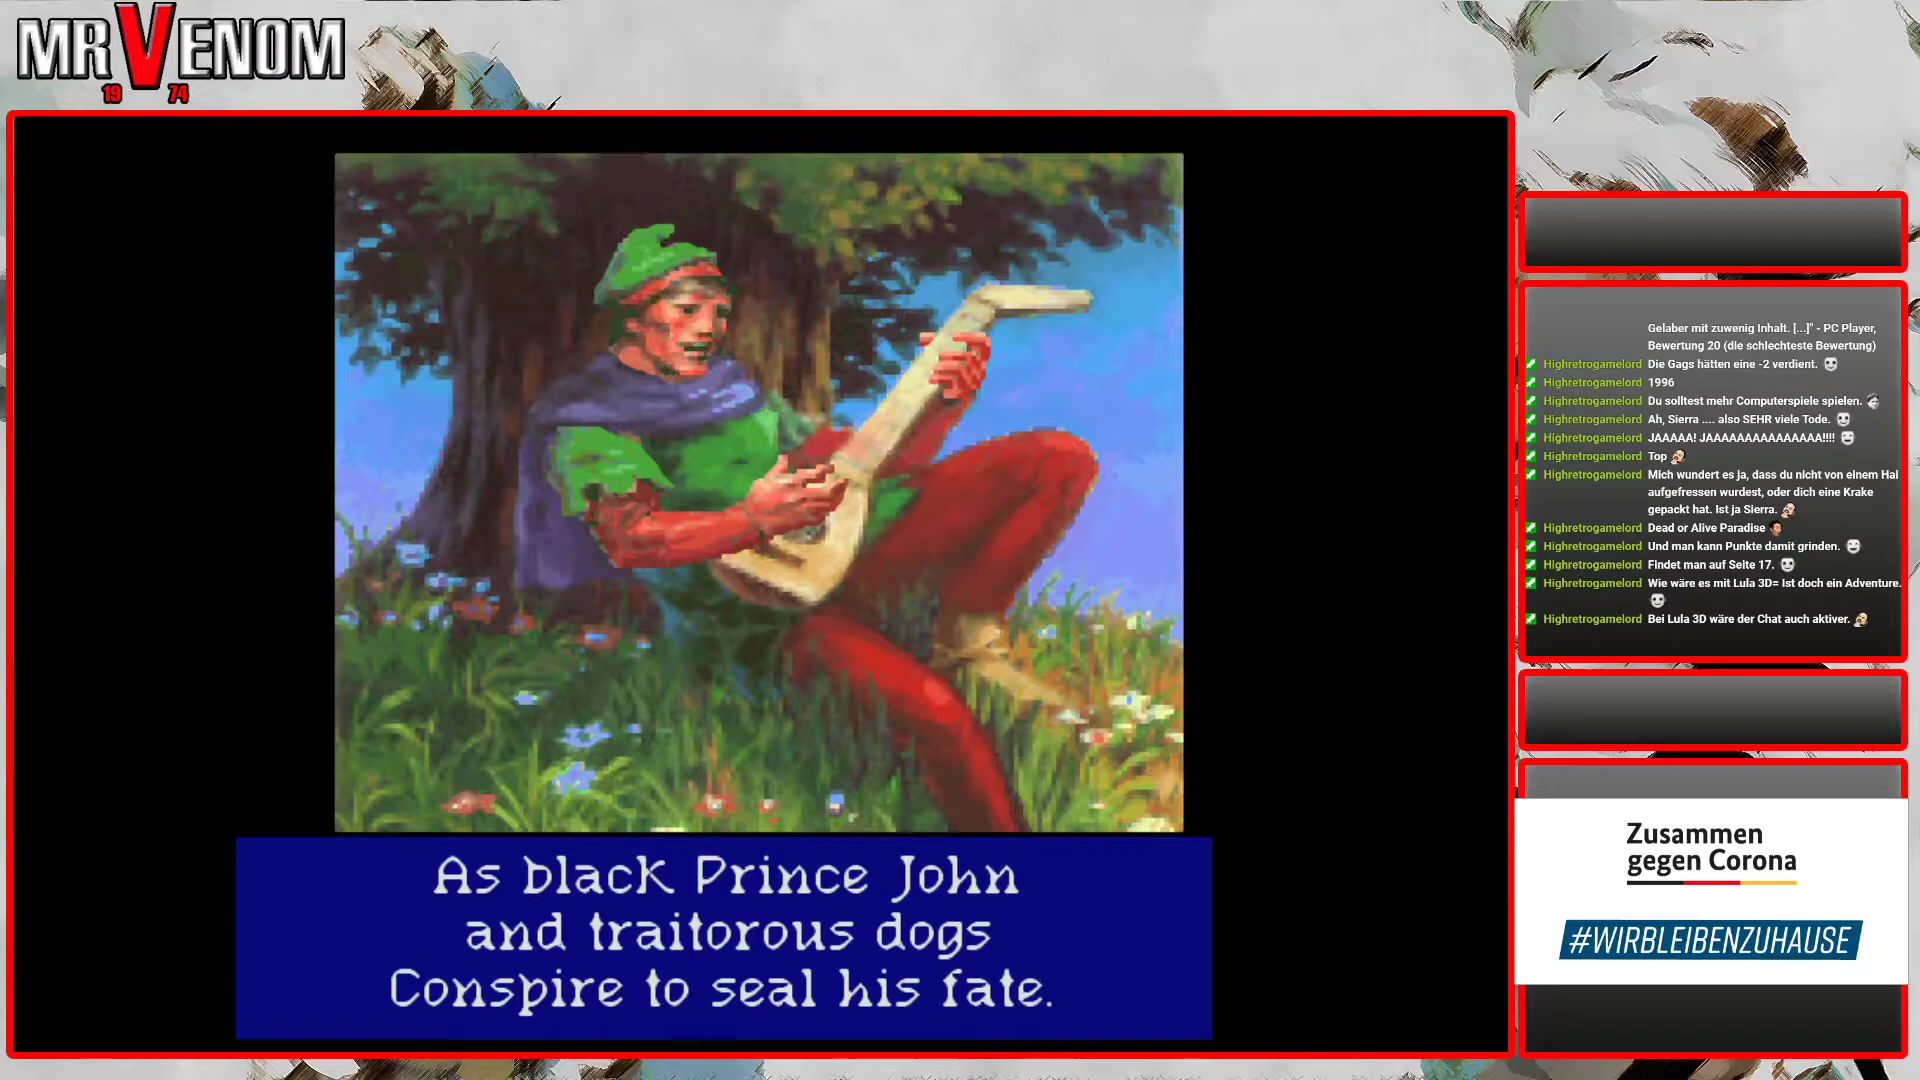 MRVENOM
19 74
As black Prince John
and traitorous dogs
Conspire to seal his fate.
Gelaber mit zuwenig Inhalt. [...]" - PC Player,
Bewertung 20 (die schlechteste Bewertung)
Highretrogamelord Die Gags hätten eine -2 verdient.
Highretrogamelord 1996
Highretrogamelord Du solltest mehr Computerspiele spielen.
Highretrogamelord Ah, Sierra .... also SEHR viele Tode.
Highretrogamelord JAAAAA! JAAAAAAAAAAAAAAA!!!!
Highretrogamelord Top
Highretrogamelord Mich wundert es ja, dass du nicht von einem Hai
aufgefressen wurdest, oder dich eine Krake
gepackt hat. Ist ja Sierra.
Highretrogamelord Dead or Alive Paradise
Highretrogamelord Und man kann Punkte damit grinden.
Highretrogamelord Findet man auf Seite 17.
Highretrogamelord Wie wäre es mit Lula 3D= Ist doch ein Adventure.
Highretrogamelord Bei Lula 3D wäre der Chat auch aktiver.
Zusammen
gegen Corona
#WIRBLEIBENZUHAUSE